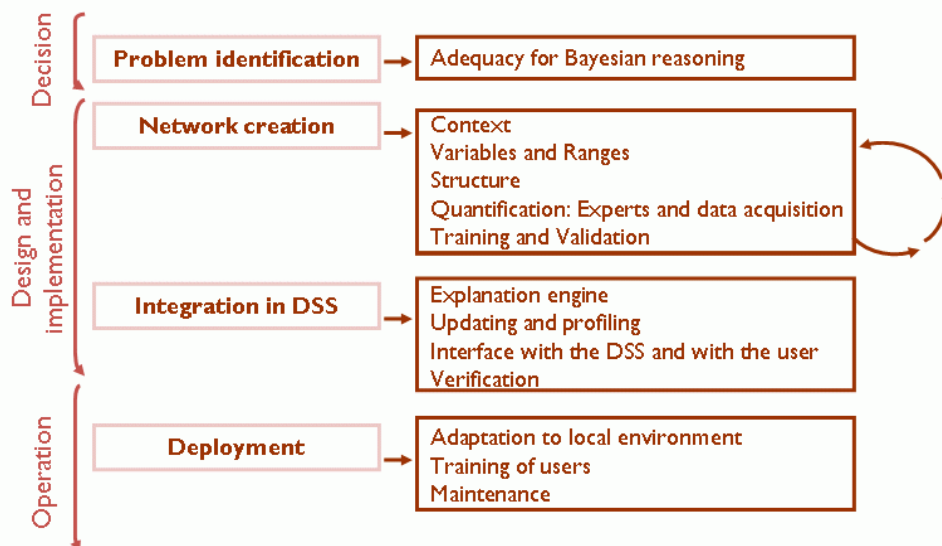 Decision
Problem identification
Adequacy for Bayesian reasoning
Design and
implementation
Network creation
Context
Variables and Ranges
Structure
Quantification: Experts and data acquisition
Training and Validation
Integration in DSS
Explanation engine
Updating and profiling
Interface with the DSS and with the user
Verification
Operation
Deployment
Adaptation to local environment
Training of users
Maintenance